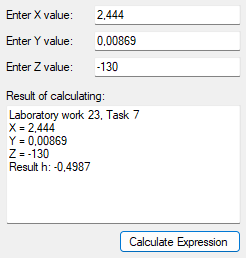 Enter X value: 2,444
Enter Y value: 0,00869
Enter Z value: -130
Result of calculating:
Laboratory work 23, Task 7
X = 2,444
Y = 0,00869
Z = -130
Result h: -0,4987
Calculate Expression